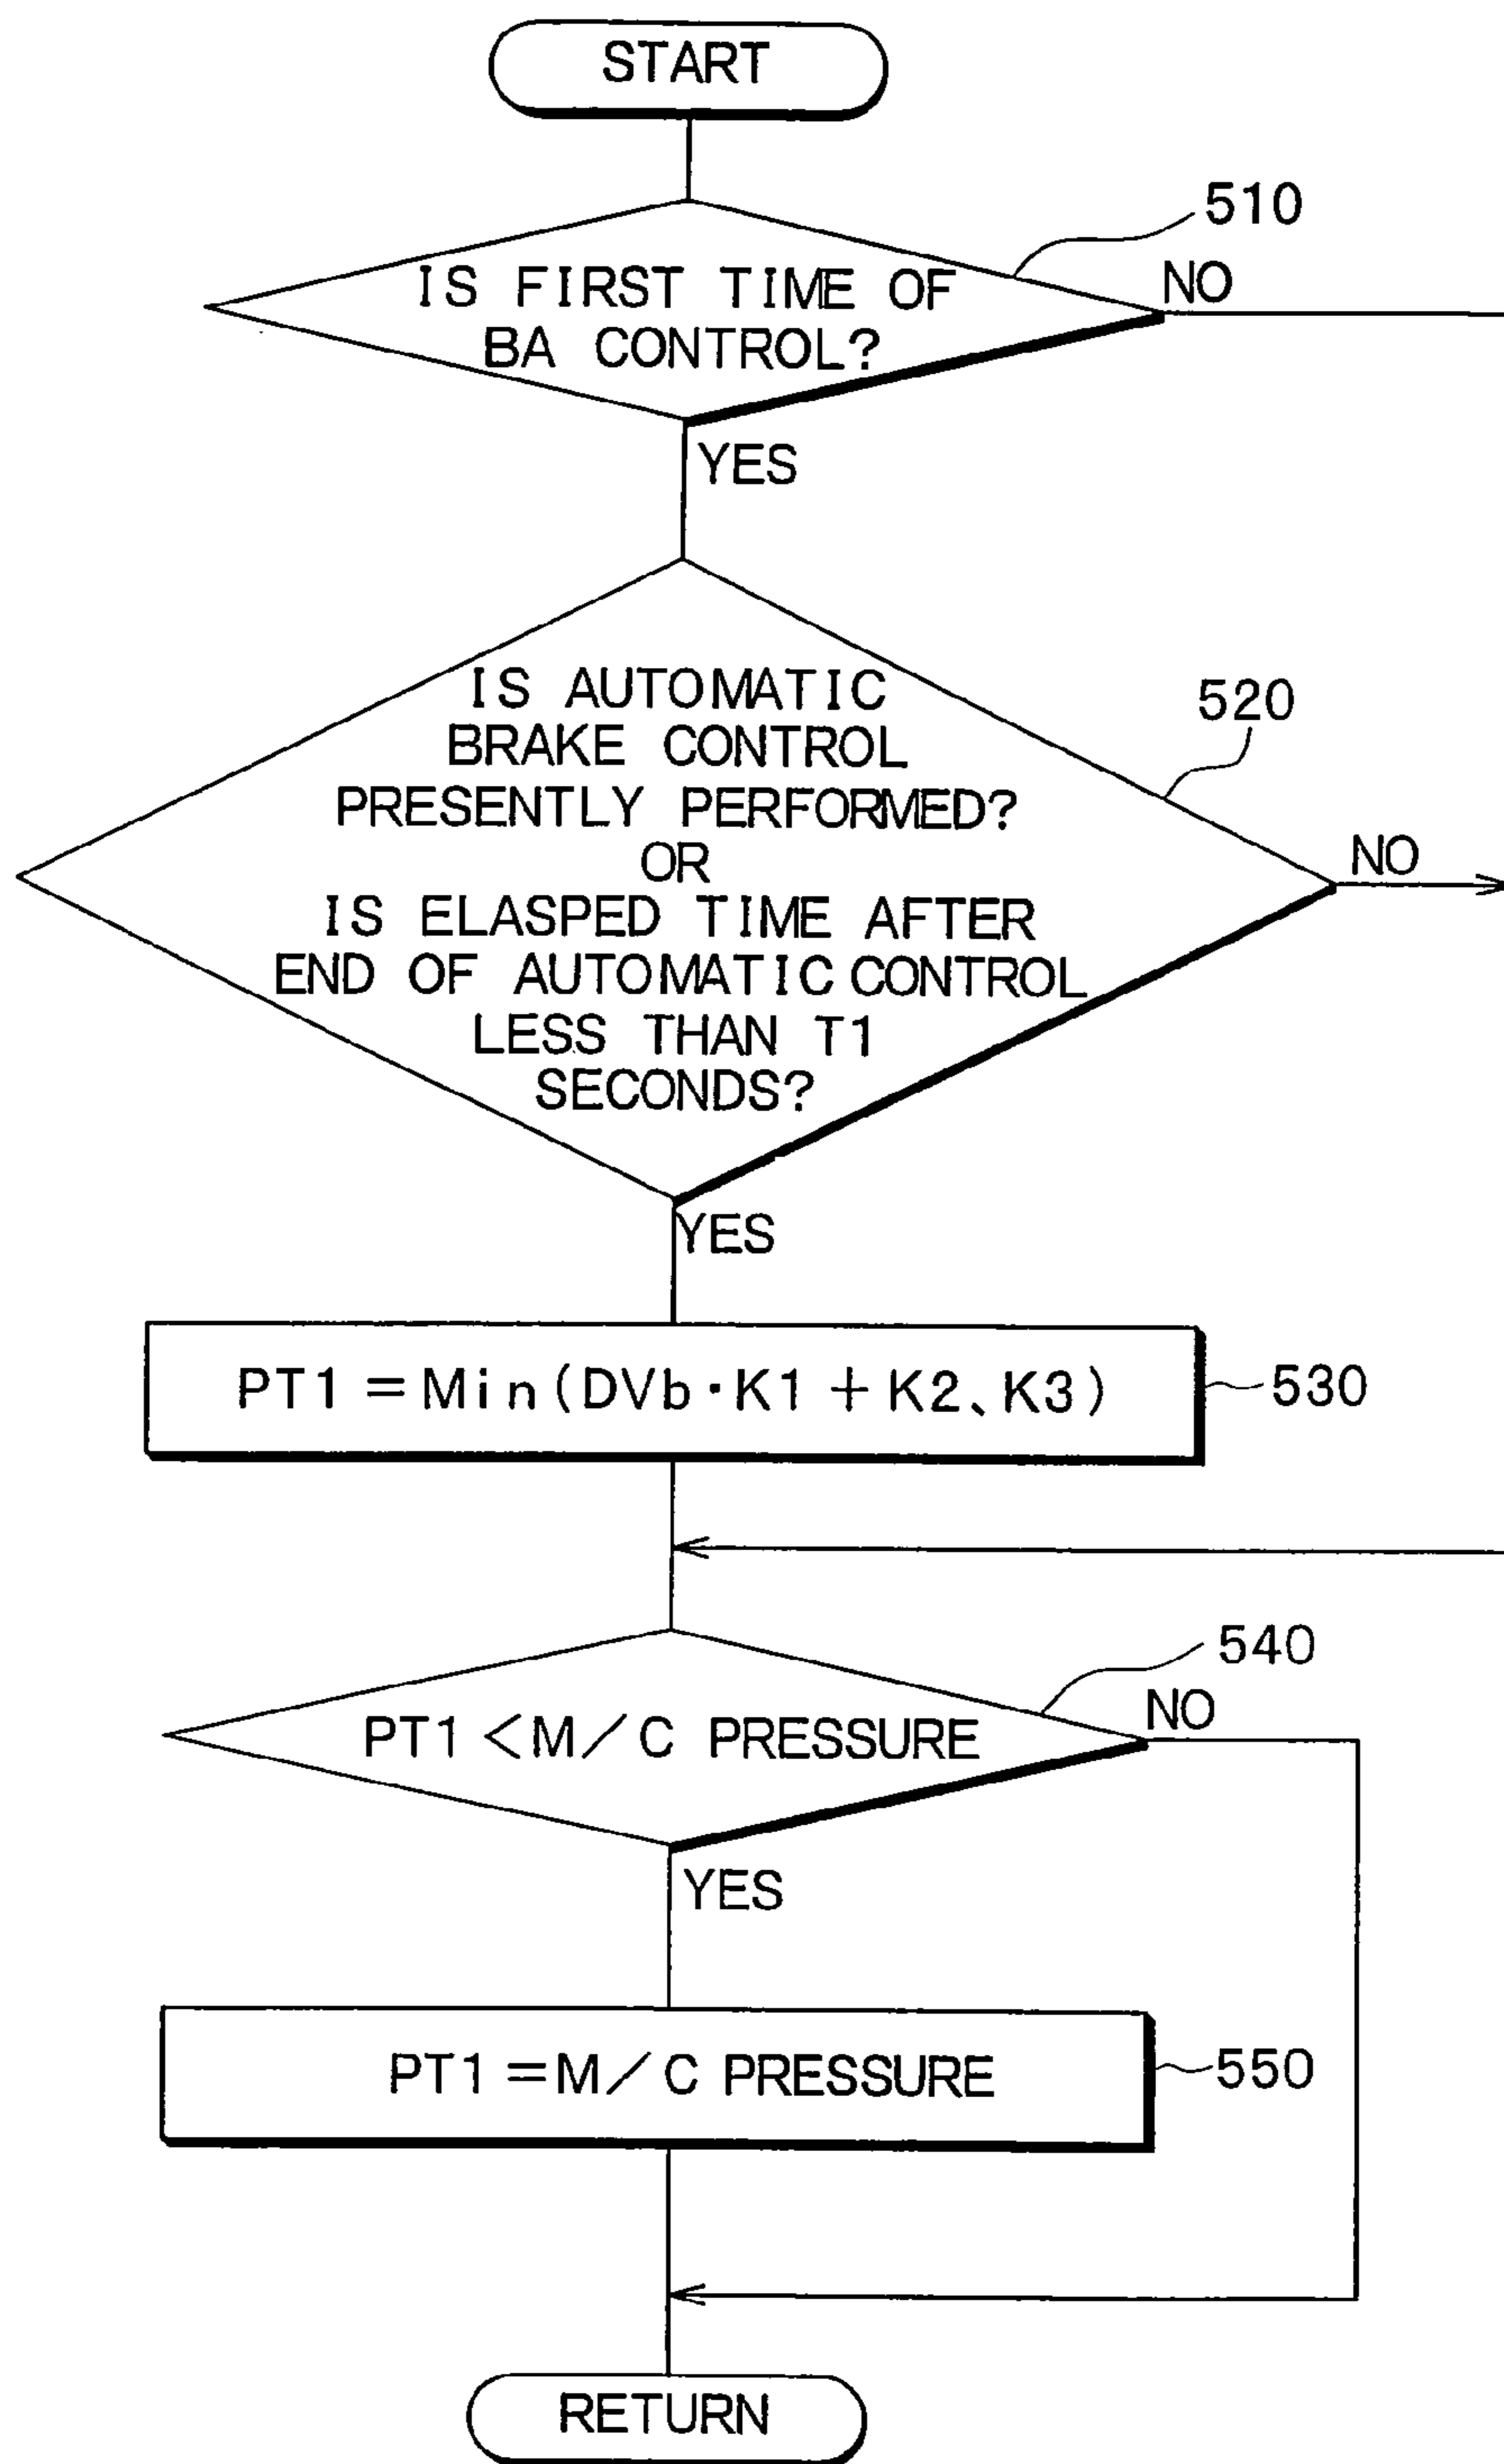 START
510
IS FIRST TIME OF
BA CONTROL?
NO
YES
520
IS AUTOMATIC
BRAKE CONTROL
PRESENTLY PERFORMED?
OR
IS ELASPED TIME AFTER
END OF AUTOMATIC CONTROL
LESS THAN T1
SECONDS?
NO
YES
PT1=Min(DVb·K1+K2、K3)
530
540
PT1<M/C PRESSURE
NO
YES
PT1=M/C PRESSURE
550
RETURN